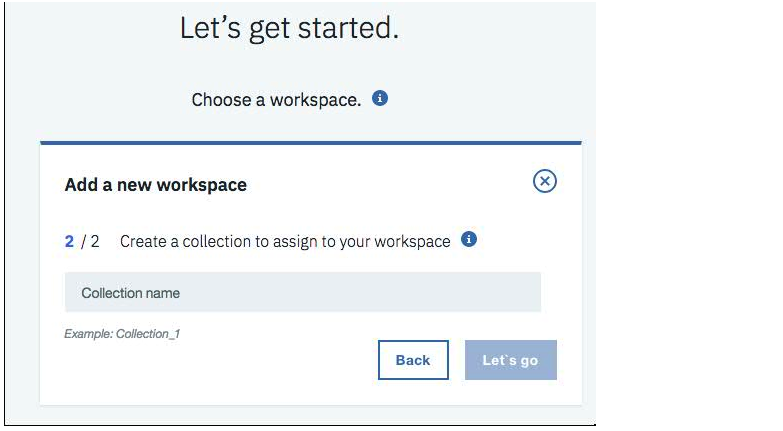 Let's get started.
Choose a workspace.
Add a new workspace
2 / 2 Create a collection to assign to your workspace
Collection name
Example: Collection_1
Back Let`s go